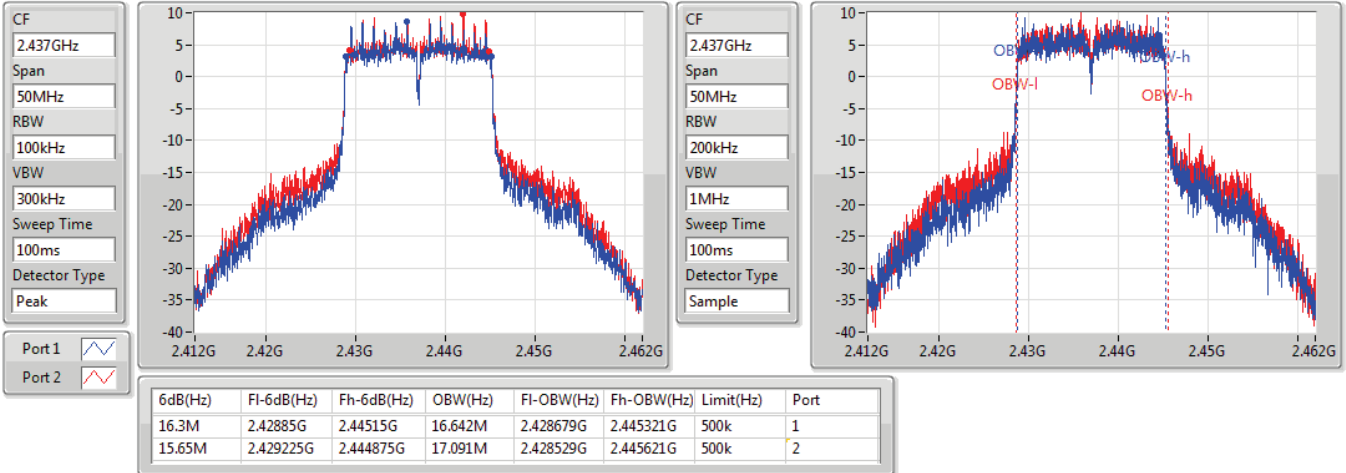 CF
2.437GHz
Span
50MHz
RBW
100kHz
VBW
300kHz
Sweep Time
100ms
Detector Type
Peak
Port 1
Port 2
10
5
0
-5
-10
-15
-20
-25
-30
-35
-40
2.412G 2.42G 2.43G 2.44G 2.45G 2.462G
CF
2.437GHz
Span
50MHz
RBW
200kHz
VBW
1MHz
Sweep Time
100ms
Detector Type
Sample
10
5
0
-5
-10
-15
-20
-25
-30
-35
-40
OBW-l
OBW-h
2.412G 2.42G 2.43G 2.44G 2.45G 2.462G
6dB(Hz) Fl-6dB(Hz) Fh-6dB(Hz) OBW(Hz) Fl-OBW(Hz) Fh-OBW(Hz) Limit(Hz) Port
16.3M 2.42885G 2.44515G 16.642M 2.428679G 2.445321G 500k 1
15.65M 2.429225G 2.444875G 17.091M 2.428529G 2.445621G 500k 2